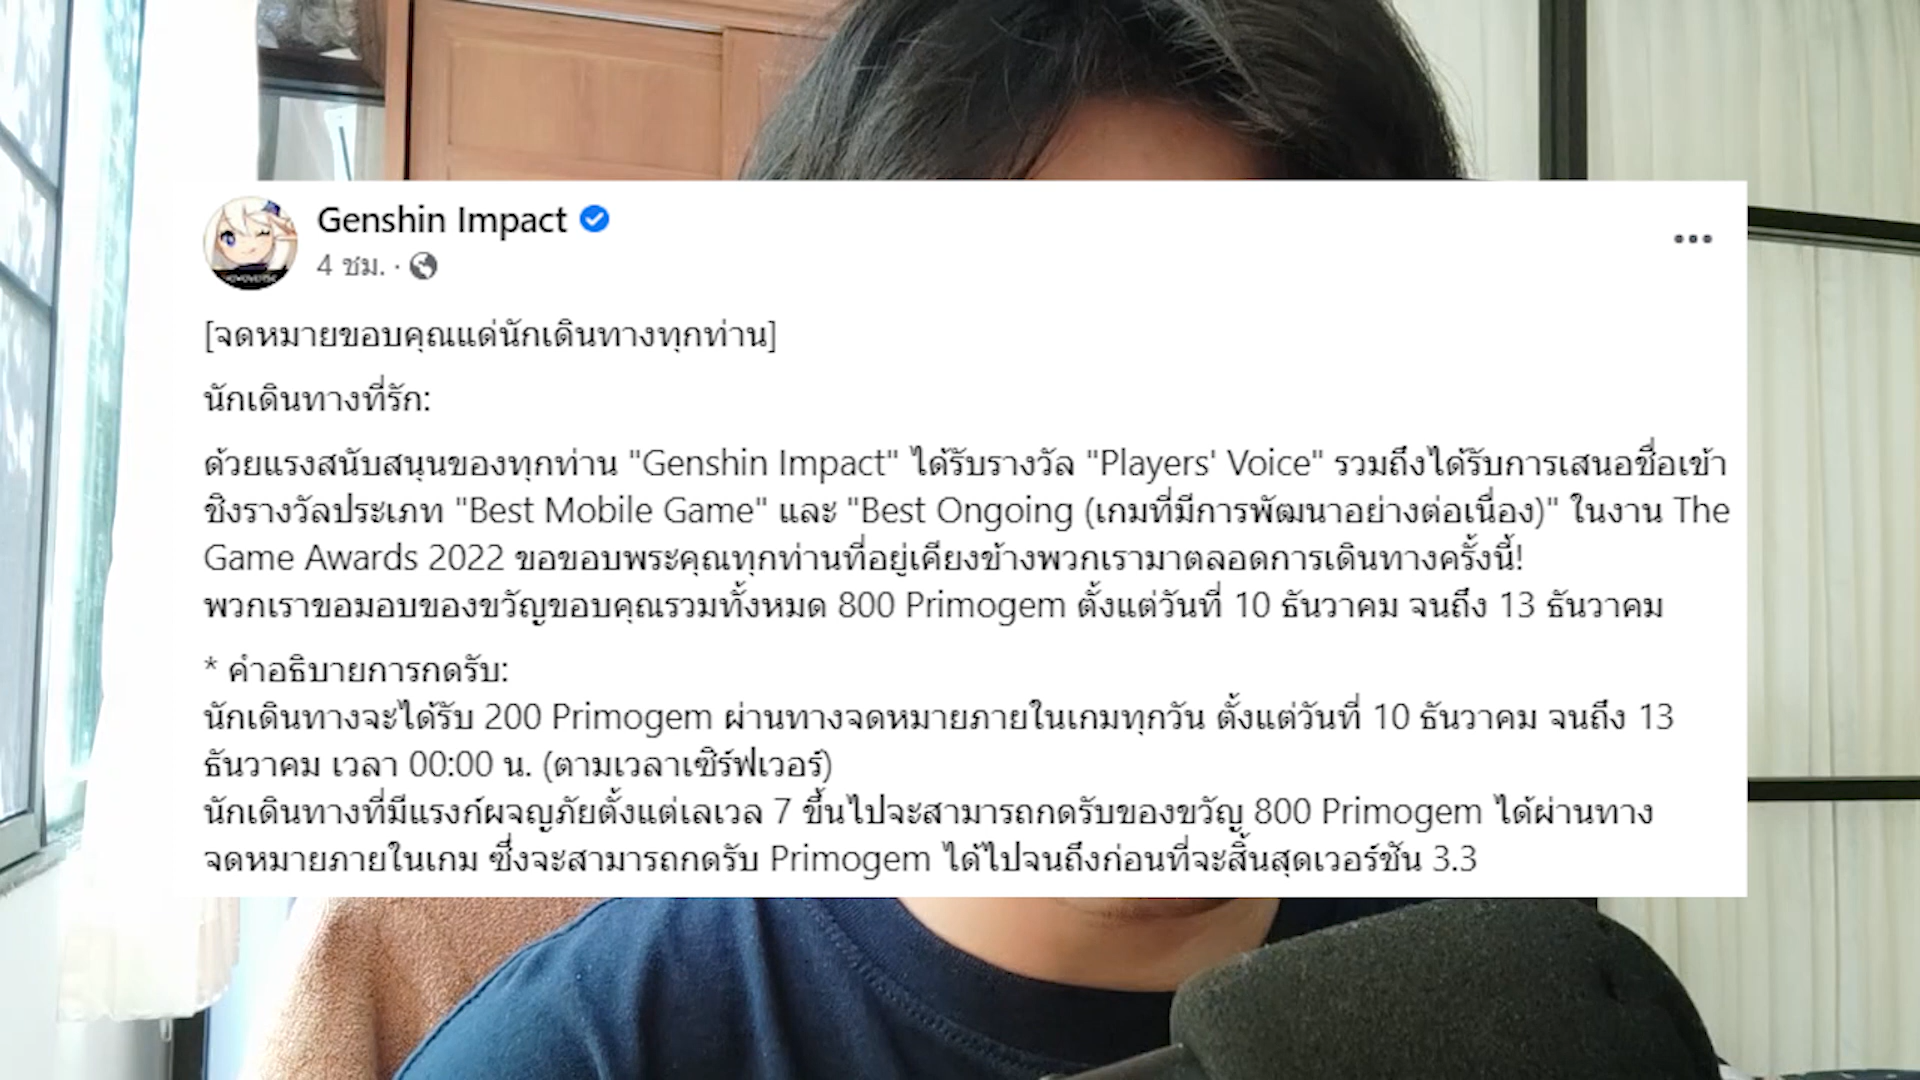 Genshin Impact
4 ชม. ·
[จดหมายขอบคุณแด่นักเดินทางทุกท่าน]
นักเดินทางที่รัก:
ด้วยแรงสนับสนุนของทุกท่าน "Genshin Impact" ได้รับรางวัล "Players' Voice" รวมถึงได้รับการเสนอชื่อเข้า
ชิงรางวัลประเภท "Best Mobile Game" และ "Best Ongoing (เกมที่มีการพัฒนาอย่างต่อเนื่อง)" ในงาน The
Game Awards 2022 ขอขอบพระคุณทุกท่านที่อยู่เคียงข้างพวกเรามาตลอดการเดินทางครั้งนี้!
พวกเราขอมอบของขวัญขอบคุณรวมทั้งหมด 800 Primogem ตั้งแต่วันที่ 10 ธันวาคม จนถึง 13 ธันวาคม
* คำอธิบายการกดรับ:
นักเดินทางจะได้รับ 200 Primogem ผ่านทางจดหมายภายในเกมทุกวัน ตั้งแต่วันที่ 10 ธันวาคม จนถึง 13
ธันวาคม เวลา 00:00 น. (ตามเวลาเซิร์ฟเวอร์)
นักเดินทางที่มีแรงก์ผจญภัยตั้งแต่เลเวล 7 ขึ้นไปจะสามารถกดรับของขวัญ 800 Primogem ได้ผ่านทาง
จดหมายภายในเกม ซึ่งจะสามารถกดรับ Primogem ได้ไปจนถึงก่อนที่จะสิ้นสุดเวอร์ชัน 3.3